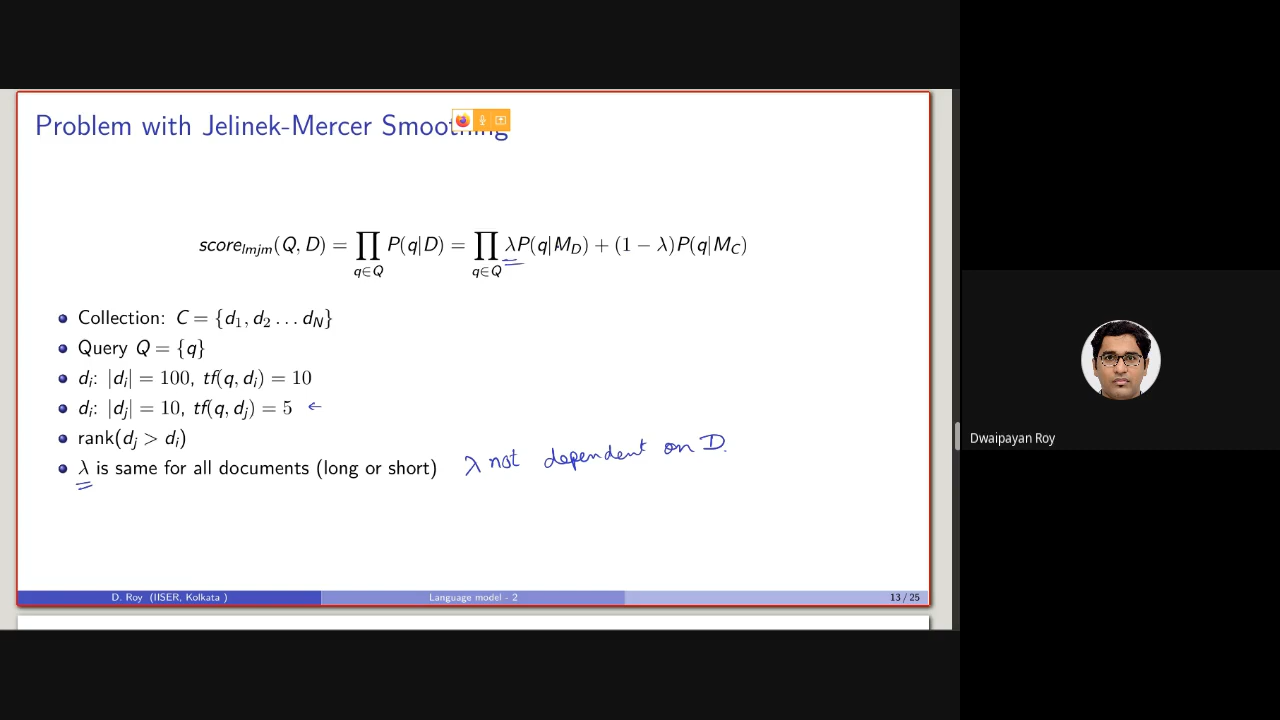 Problem with Jelinek-Mercer Smoothing
score_lmjm(Q, D) = ∏_{q∈Q} P(q|D) = ∏_{q∈Q} λP(q|M_D) + (1 − λ)P(q|M_C)
Collection: C = {d_1, d_2 ... d_N}
Query Q = {q}
d_i: |d_i| = 100, tf(q, d_i) = 10
d_i: |d_j| = 10, tf(q, d_j) = 5 ←
rank(d_j > d_i)
λ is same for all documents (long or short) λ not dependent on D.
D. Roy (IISER, Kolkata ) Language model - 2 13 / 25
Dwaipayan Roy